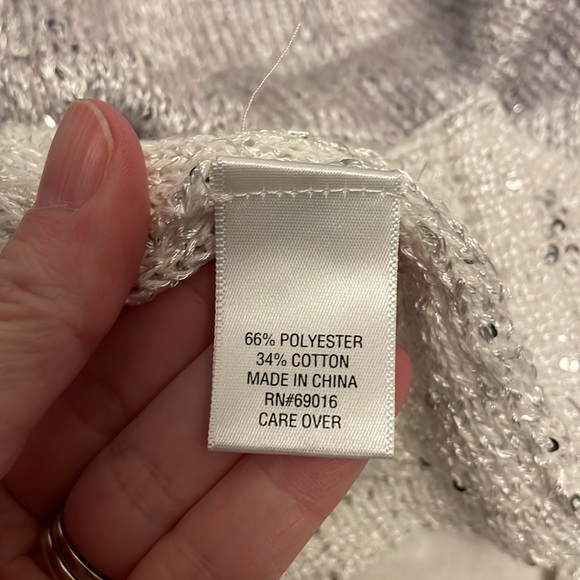 66% POLYESTER
34% COTTON
MADE IN CHINA
RN#69016
CARE OVER